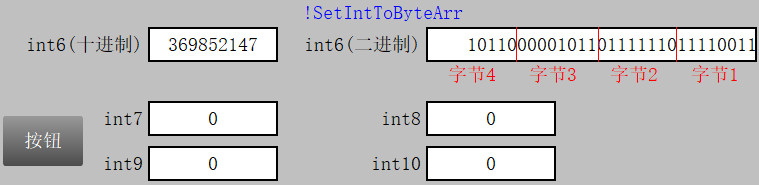 !SetIntToByteArr
int6(十进制) 369852147 int6(二进制) 10110000010110111111011110011
字节4 字节3 字节2 字节1
int7 0 int8 0
按钮
int9 0 int10 0